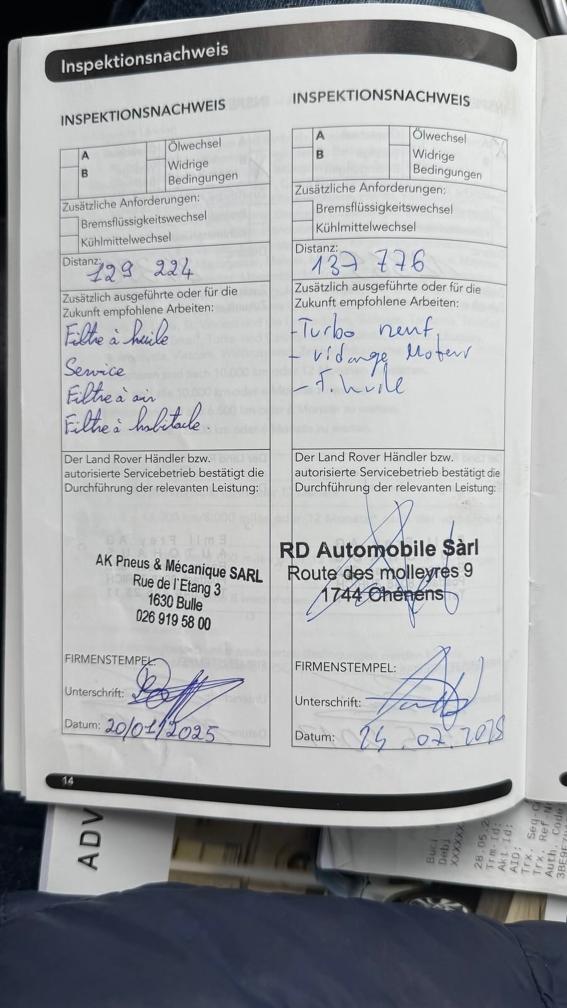 Inspektionsnachweis
INSPEKTIONSNACHWEIS
A
B
Ölwechsel
Widrige
Bedingungen
Zusätzliche Anforderungen:
Bremsflüssigkeitswechsel
Kühlmittelwechsel
Distanz:
129 224
Zusätzlich ausgeführte oder für die
Zukunft empfohlene Arbeiten:
Filtre à huile
Service
Filtre à air
Filtre à habitacle.
Der Land Rover Händler bzw.
autorisierte Servicebetrieb bestätigt die
Durchführung der relevanten Leistung:
AK Pneus & Mécanique SARL
Rue de l'Etang 3
1630 Bulle
026 919 58 00
FIRMENSTEMPEL:
Unterschrift:
Datum: 20/01/2025
INSPEKTIONSNACHWEIS
A
B
Ölwechsel
Widrige
Bedingungen
Zusätzliche Anforderungen:
Bremsflüssigkeitswechsel
Kühlmittelwechsel
Distanz:
137 776
Zusätzlich ausgeführte oder für die
Zukunft empfohlene Arbeiten:
- Turbo neuf
- vidange Moteur
- F. huile
Der Land Rover Händler bzw.
autorisierte Servicebetrieb bestätigt die
Durchführung der relevanten Leistung:
RD Automobile Sàrl
Route des molleyres 9
1744 Chénens
FIRMENSTEMPEL:
Unterschrift:
Datum: 07
14
ADV